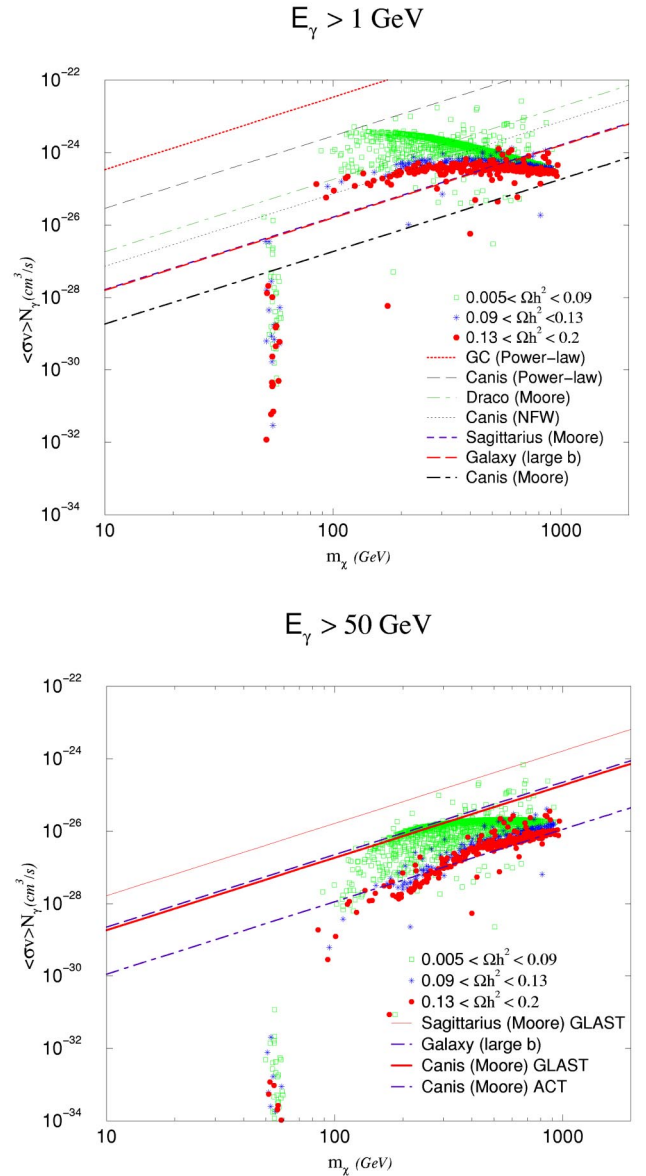 E_γ > 1 GeV
10^−22
10^−24
10^−26
10^−28
10^−30
10^−32
10^−34
<σv>N_γ (cm^3/s)
0.005< Ωh^2 < 0.09
0.09 < Ωh^2 < 0.13
0.13 < Ωh^2 < 0.2
GC (Power−law)
Canis (Power−law)
Draco (Moore)
Canis (NFW)
Sagittarius (Moore)
Galaxy (large b)
Canis (Moore)
10 100 1000
m_χ (GeV)
E_γ > 50 GeV
10^−22
10^−24
10^−26
10^−28
10^−30
10^−32
10^−34
<σv>N_γ (cm^3/s)
0.005 < Ωh^2 < 0.09
0.09 < Ωh^2 < 0.13
0.13 < Ωh^2 < 0.2
Sagittarius (Moore) GLAST
Galaxy (large b)
Canis (Moore) GLAST
Canis (Moore) ACT
10 100 1000
m_χ (GeV)